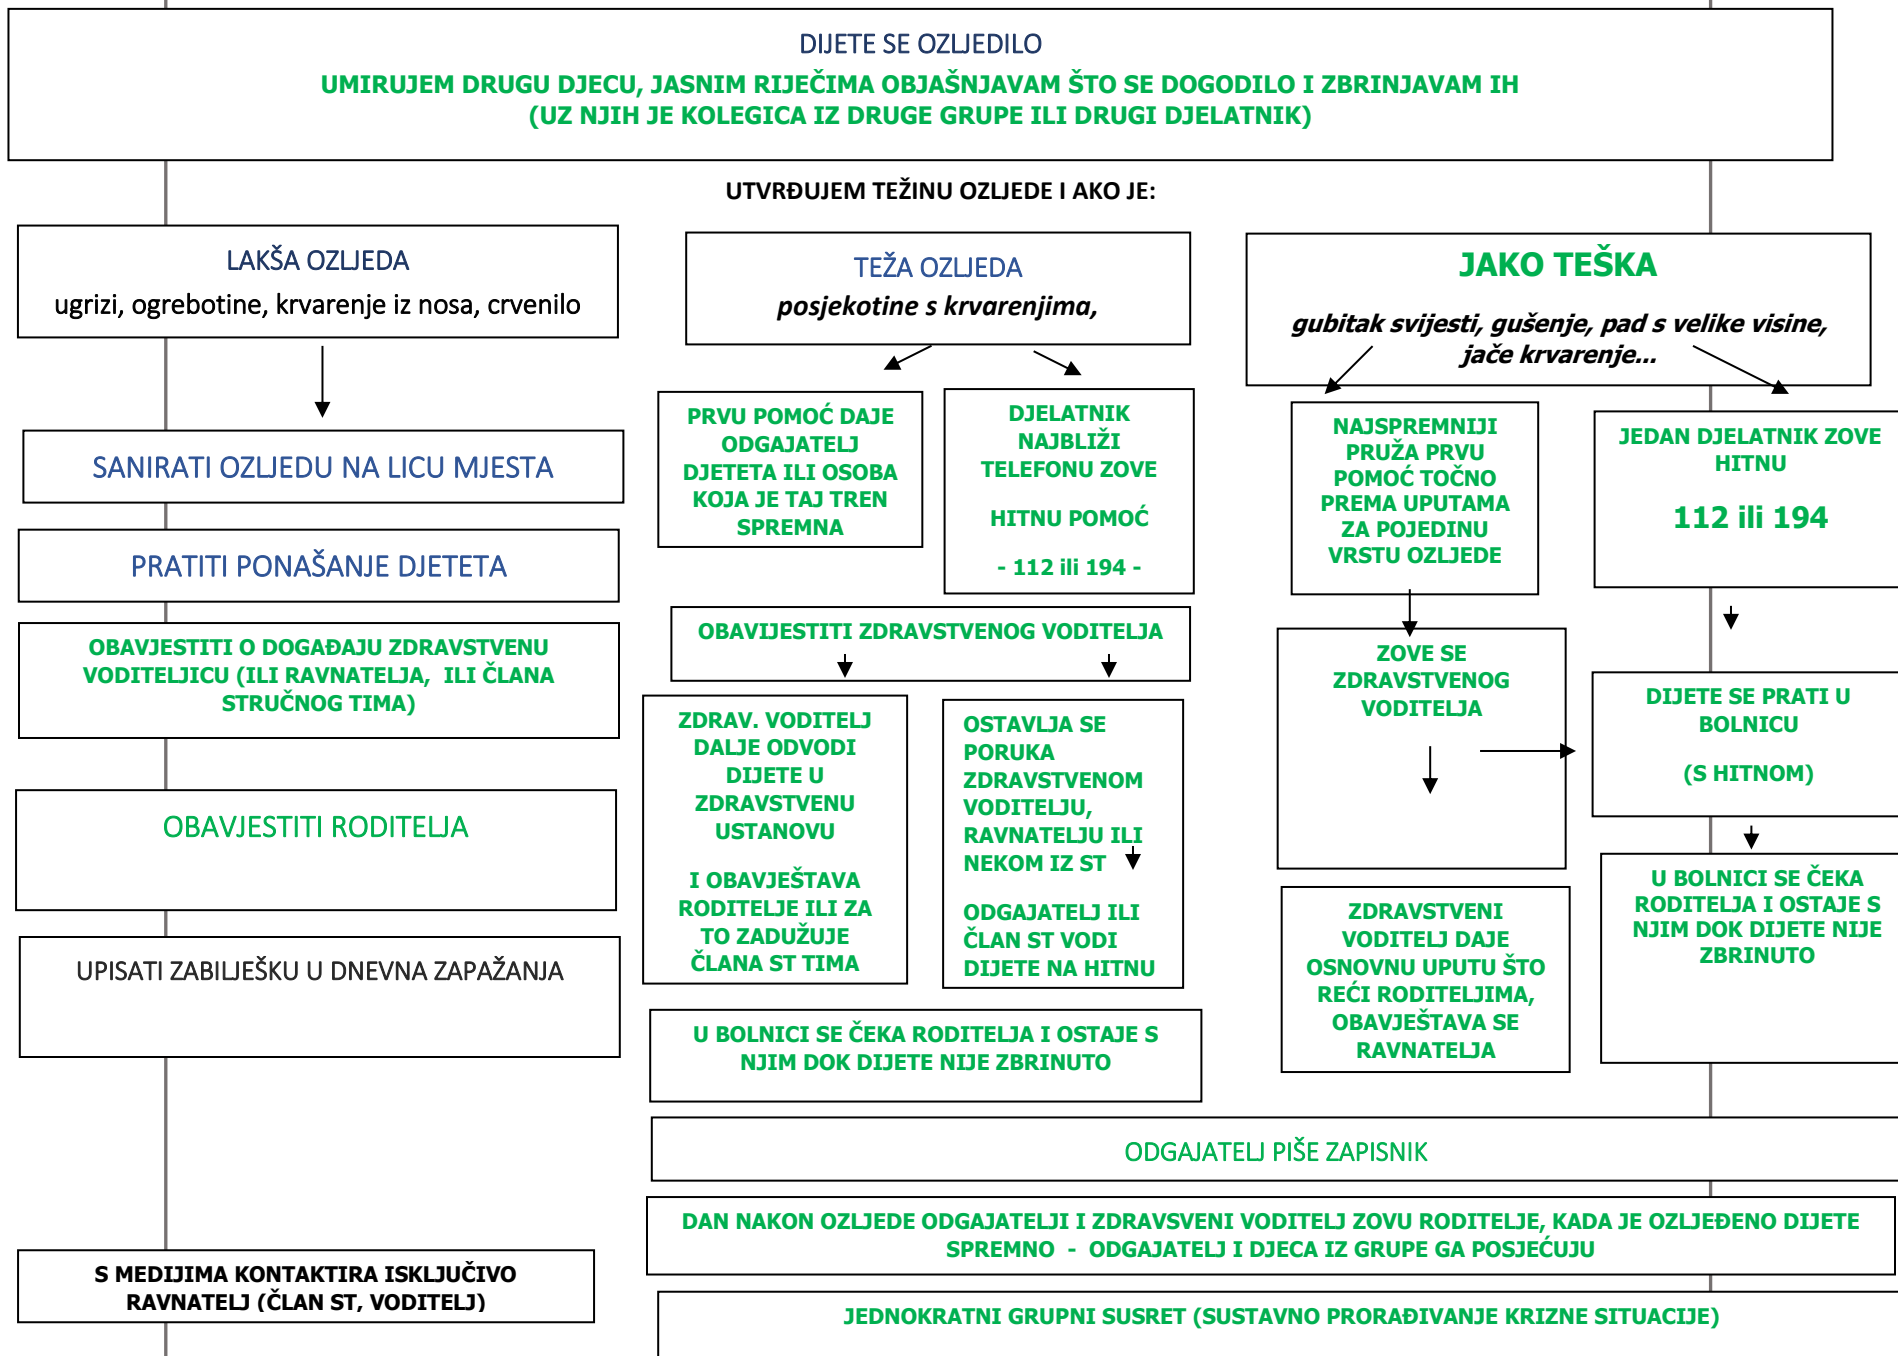 DIJETE SE OZLJEDILO
UMIRUJEM DRUGU DJECU, JASNIM RIJEČIMA OBJAŠNJAVAM ŠTO SE DOGODILO I ZBRINJAVAM IH
(UZ NJIH JE KOLEGICA IZ DRUGE GRUPE ILI DRUGI DJELATNIK)
UTVRĐUJEM TEŽINU OZLJEDE I AKO JE:
LAKŠA OZLJEDA
ugrizi, ogrebotine, krvarenje iz nosa, crvenilo
SANIRATI OZLJEDU NA LICU MJESTA
PRATITI PONAŠANJE DJETETA
OBAVJESTITI O DOGAĐAJU ZDRAVSTVENU
VODITELJICU (ILI RAVNATELJA, ILI ČLANA
STRUČNOG TIMA)
OBAVJESTITI RODITELJA
UPISATI ZABILJEŠKU U DNEVNA ZAPAŽANJA
S MEDIJIMA KONTAKTIRA ISKLJUČIVO
RAVNATELJ (ČLAN ST, VODITELJ)
TEŽA OZLJEDA
posjekotine s krvarenjima,
PRVU POMOĆ DAJE
ODGAJATELJ
DJETETA ILI OSOBA
KOJA JE TAJ TREN
SPREMNA
DJELATNIK
NAJBLIŽI
TELEFONU ZOVE
HITNU POMOĆ
- 112 ili 194 -
OBAVIJESTITI ZDRAVSTVENOG VODITELJA
ZDRAV. VODITELJ
DALJE ODVODI
DIJETE U
ZDRAVSTVENU
USTANOVU
I OBAVJEŠTAVA
RODITELJE ILI ZA
TO ZADUŽUJE
ČLANA ST TIMA
OSTAVLJA SE
PORUKA
ZDRAVSTVENOM
VODITELJU,
RAVNATELJU ILI
NEKOM IZ ST
ODGAJATELJ ILI
ČLAN ST VODI
DIJETE NA HITNU
U BOLNICI SE ČEKA RODITELJA I OSTAJE S
NJIM DOK DIJETE NIJE ZBRINUTO
JAKO TEŠKA
gubitak svijesti, gušenje, pad s velike visine,
jače krvarenje…
NAJSPREMNIJI
PRUŽA PRVU
POMOĆ TOČNO
PREMA UPUTAMA
ZA POJEDINU
VRSTU OZLJEDE
ZOVE SE
ZDRAVSTVENOG
VODITELJA
ZDRAVSTVENI
VODITELJ DAJE
OSNOVNU UPUTU ŠTO
REĆI RODITELJIMA,
OBAVJEŠTAVA SE
RAVNATELJA
JEDAN DJELATNIK ZOVE
HITNU
112 ili 194
DIJETE SE PRATI U
BOLNICU
(S HITNOM)
U BOLNICI SE ČEKA
RODITELJA I OSTAJE S
NJIM DOK DIJETE NIJE
ZBRINUTO
ODGAJATELJ PIŠE ZAPISNIK
DAN NAKON OZLJEDE ODGAJATELJI I ZDRAVSVENI VODITELJ ZOVU RODITELJE, KADA JE OZLJEĐENO DIJETE
SPREMNO - ODGAJATELJ I DJECA IZ GRUPE GA POSJEĆUJU
JEDNOKRATNI GRUPNI SUSRET (SUSTAVNO PRORAĐIVANJE KRIZNE SITUACIJE)